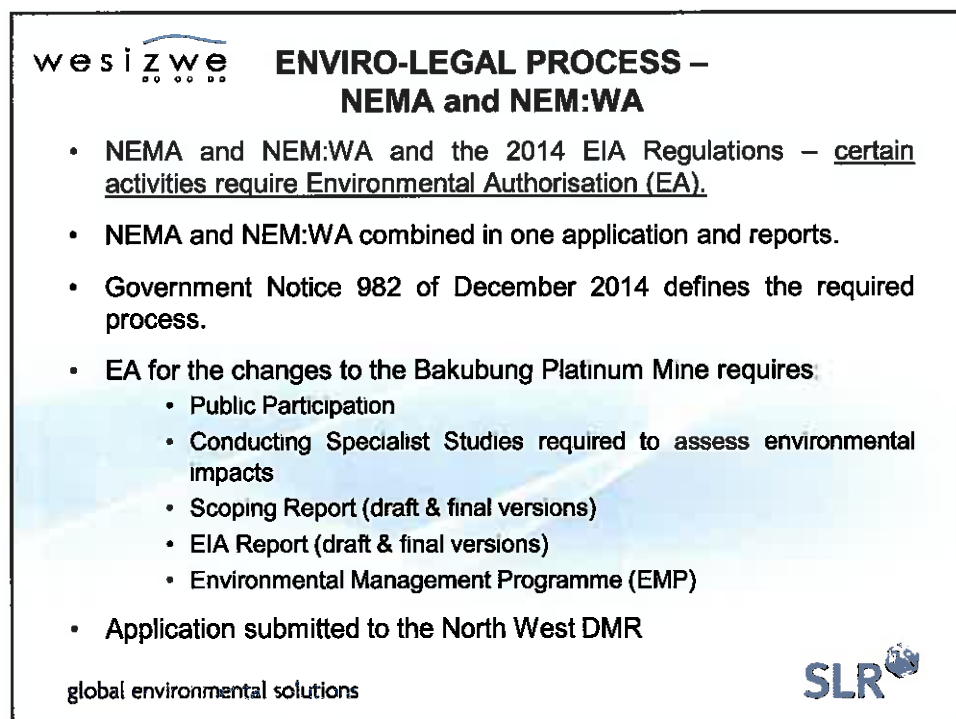 wesizwe
ENVIRO-LEGAL PROCESS –
NEMA and NEM:WA
• NEMA and NEM:WA and the 2014 EIA Regulations – certain
activities require Environmental Authorisation (EA).
• NEMA and NEM:WA combined in one application and reports.
• Government Notice 982 of December 2014 defines the required
process.
• EA for the changes to the Bakubung Platinum Mine requires:
• Public Participation
• Conducting Specialist Studies required to assess environmental
impacts
• Scoping Report (draft & final versions)
• EIA Report (draft & final versions)
• Environmental Management Programme (EMP)
• Application submitted to the North West DMR
global environmental solutions
SLR